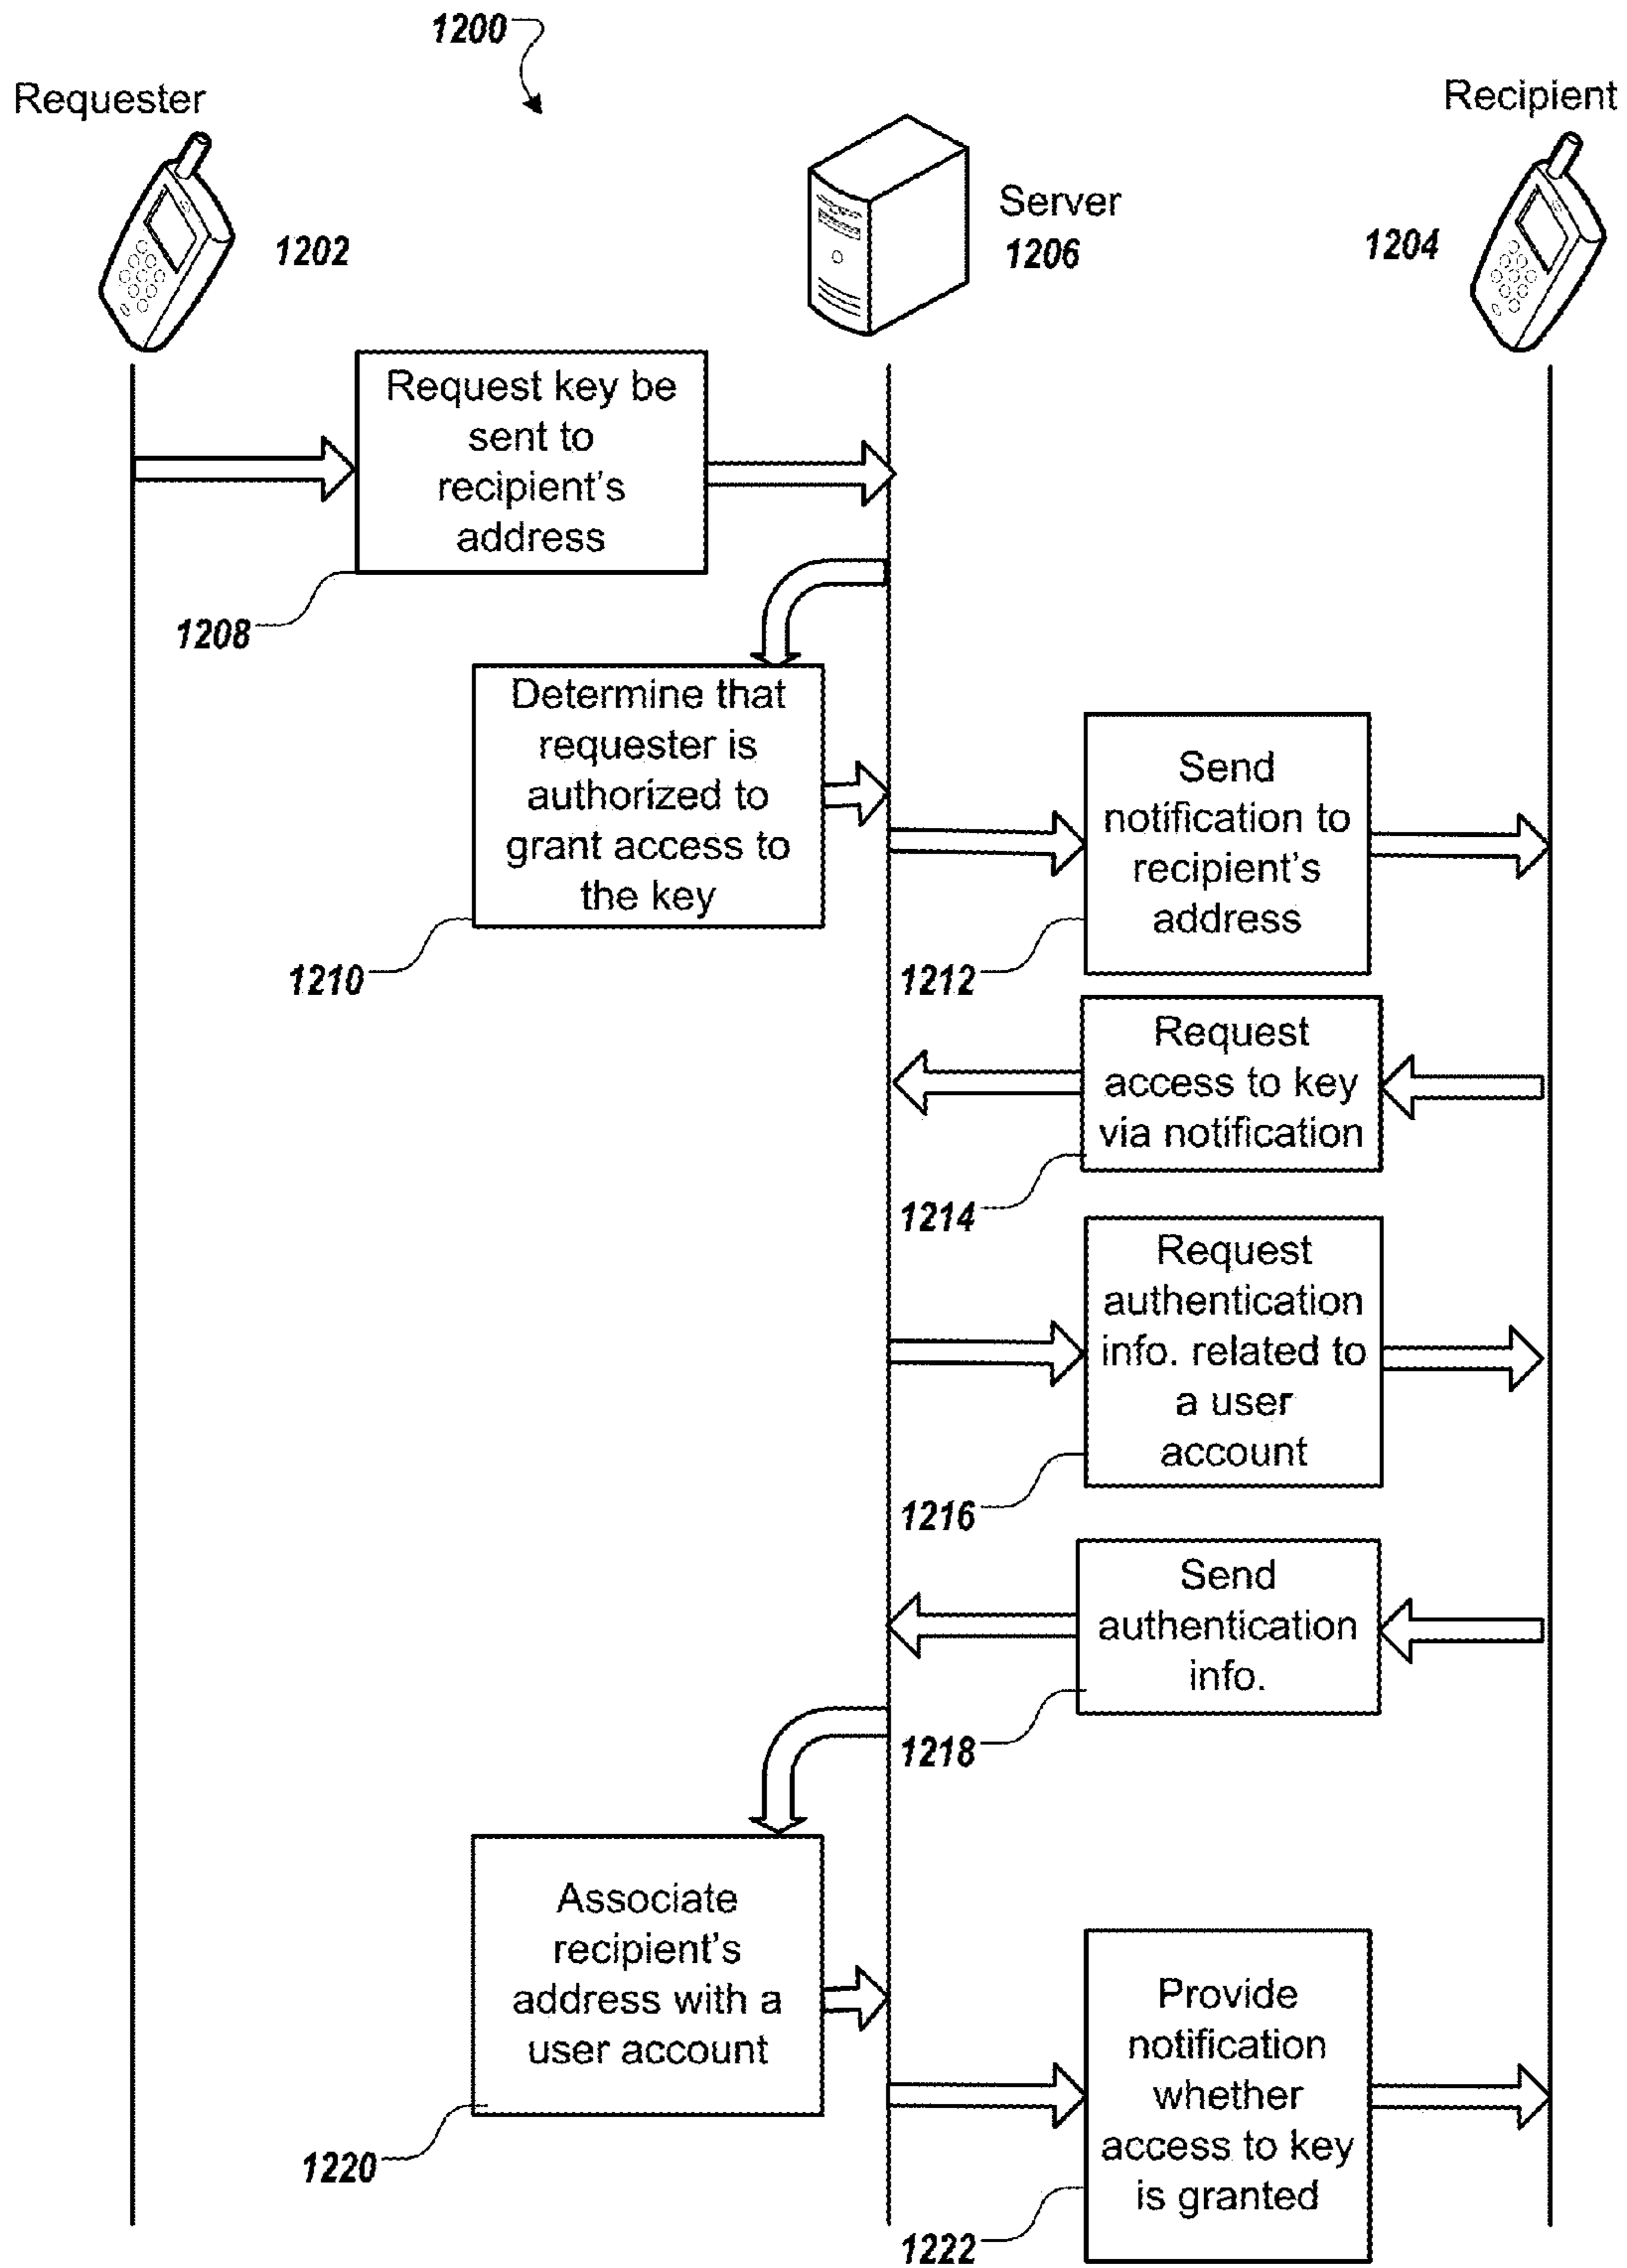 1200
Requester
Recipient
Server
1202
1206
1204
Request key be
sent to
recipient's
address
1208
Determine that
requester is
authorized to
grant access to
the key
1210
Send
notification to
recipient's
address
1212
Request
access to key
via notification
1214
Request
authentication
info. related to
a user
account
1216
Send
authentication
info.
1218
Associate
recipient's
address with a
user account
1220
Provide
notification
whether
access to key
is granted
1222